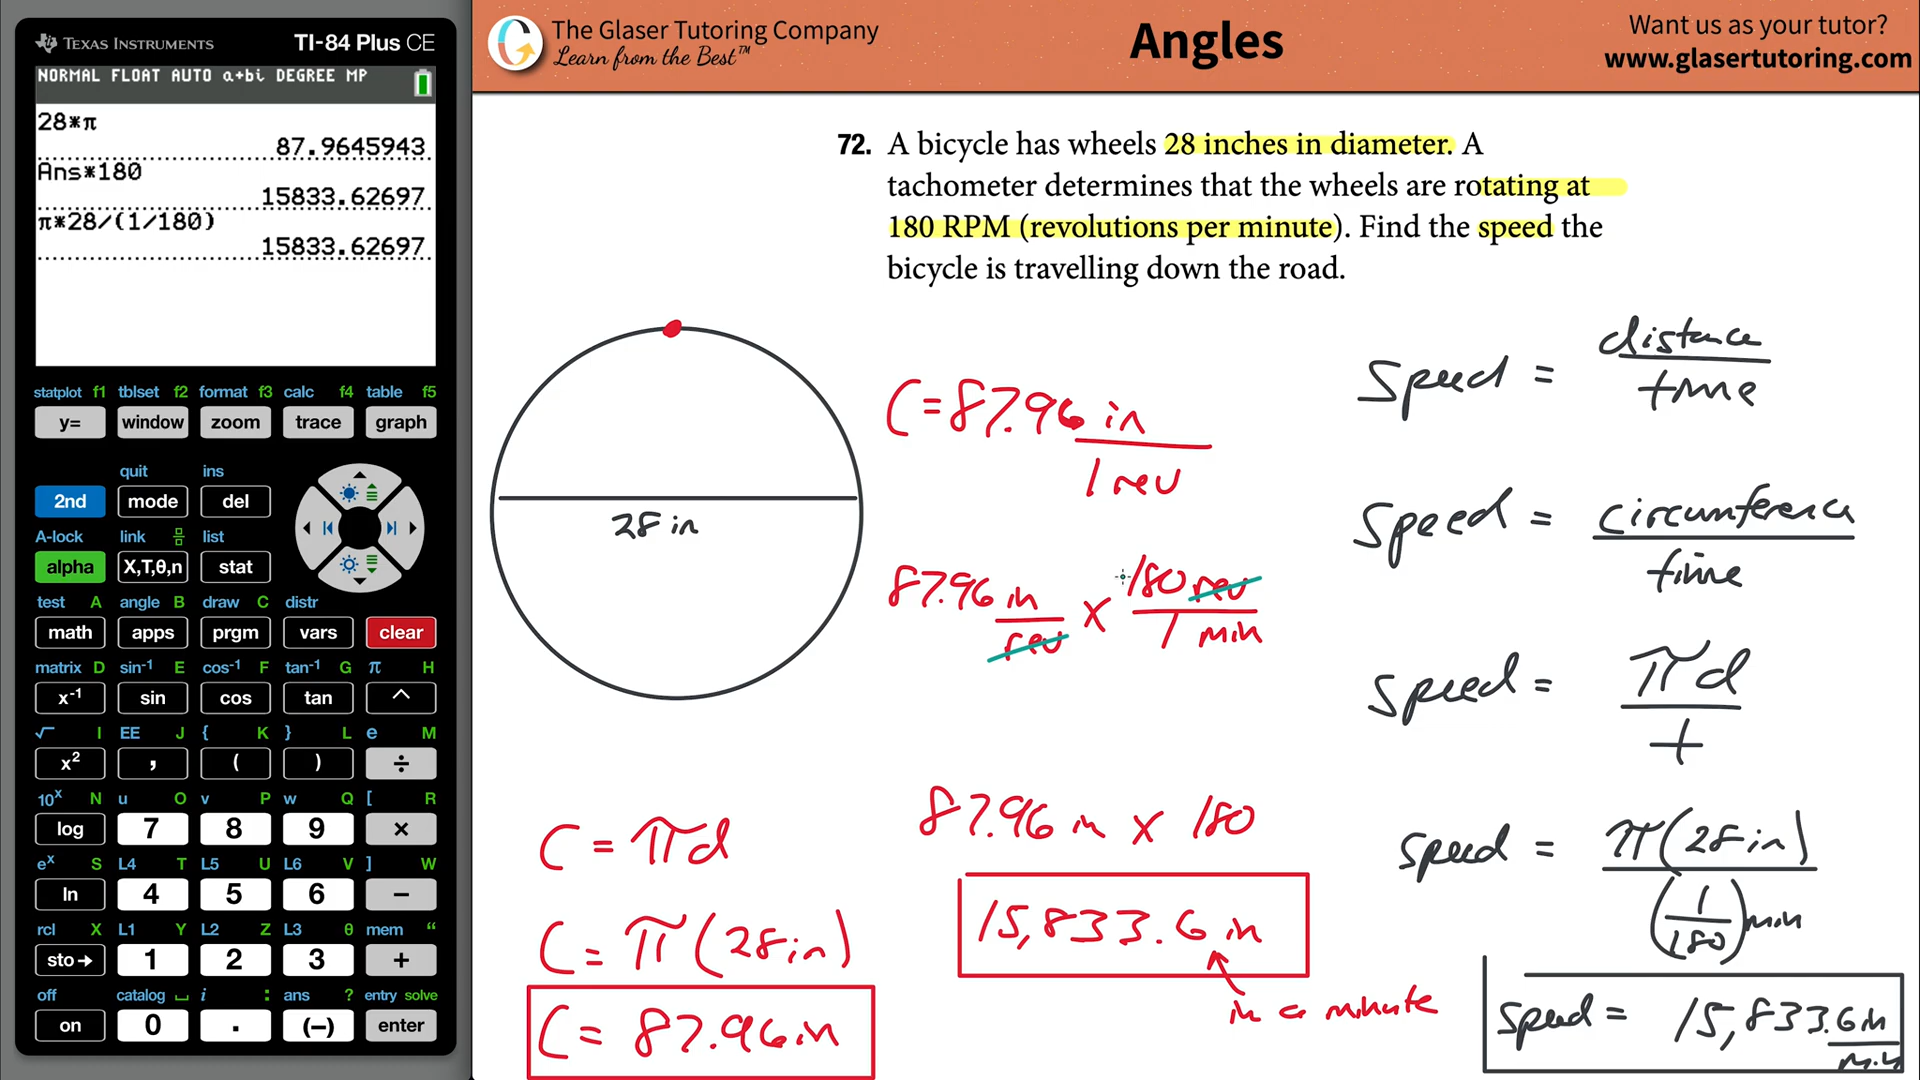 TEXAS INSTRUMENTS TI-84 Plus CE
NORMAL FLOAT AUTO a+bi DEGREE MP
28*π
87.9645943
Ans*180
15833.62697
π*28/(1/180)
15833.62697
statplot f1 tblset f2 format f3 calc f4 table f5
y= window zoom trace graph
quit ins
2nd mode del
A-lock link list
alpha X,T,θ,n stat
test A angle B draw C distr
math apps prgm vars clear
matrix D sin⁻¹ E cos⁻¹ F tan⁻¹ G π H
x⁻¹ sin cos tan ^
√ I EE J { K } L e M
x² , ( ) ÷
10ˣ N u O v P w Q [ R
log 7 8 9 ×
eˣ S L4 T L5 U L6 V ] W
ln 4 5 6 −
rcl X L1 Y L2 Z L3 θ mem "
sto→ 1 2 3 +
off catalog i : ans ? entry solve
on 0 . (−) enter
The Glaser Tutoring Company
Learn from the Best™
Angles
Want us as your tutor?
www.glasertutoring.com
72. A bicycle has wheels 28 inches in diameter. A
tachometer determines that the wheels are rotating at
180 RPM (revolutions per minute). Find the speed the
bicycle is travelling down the road.
28 in
C = πd
C = π(28in)
C = 87.96in
C=87.96 in
1 rev
87.96 in × 180 rev
rev 1 min
87.96 in × 180
15,833.6 in
in a minute
Speed = distance
time
Speed = circumference
time
Speed = πd
t
Speed = π(28in)
(1/180) min
Speed = 15,833.6in
min